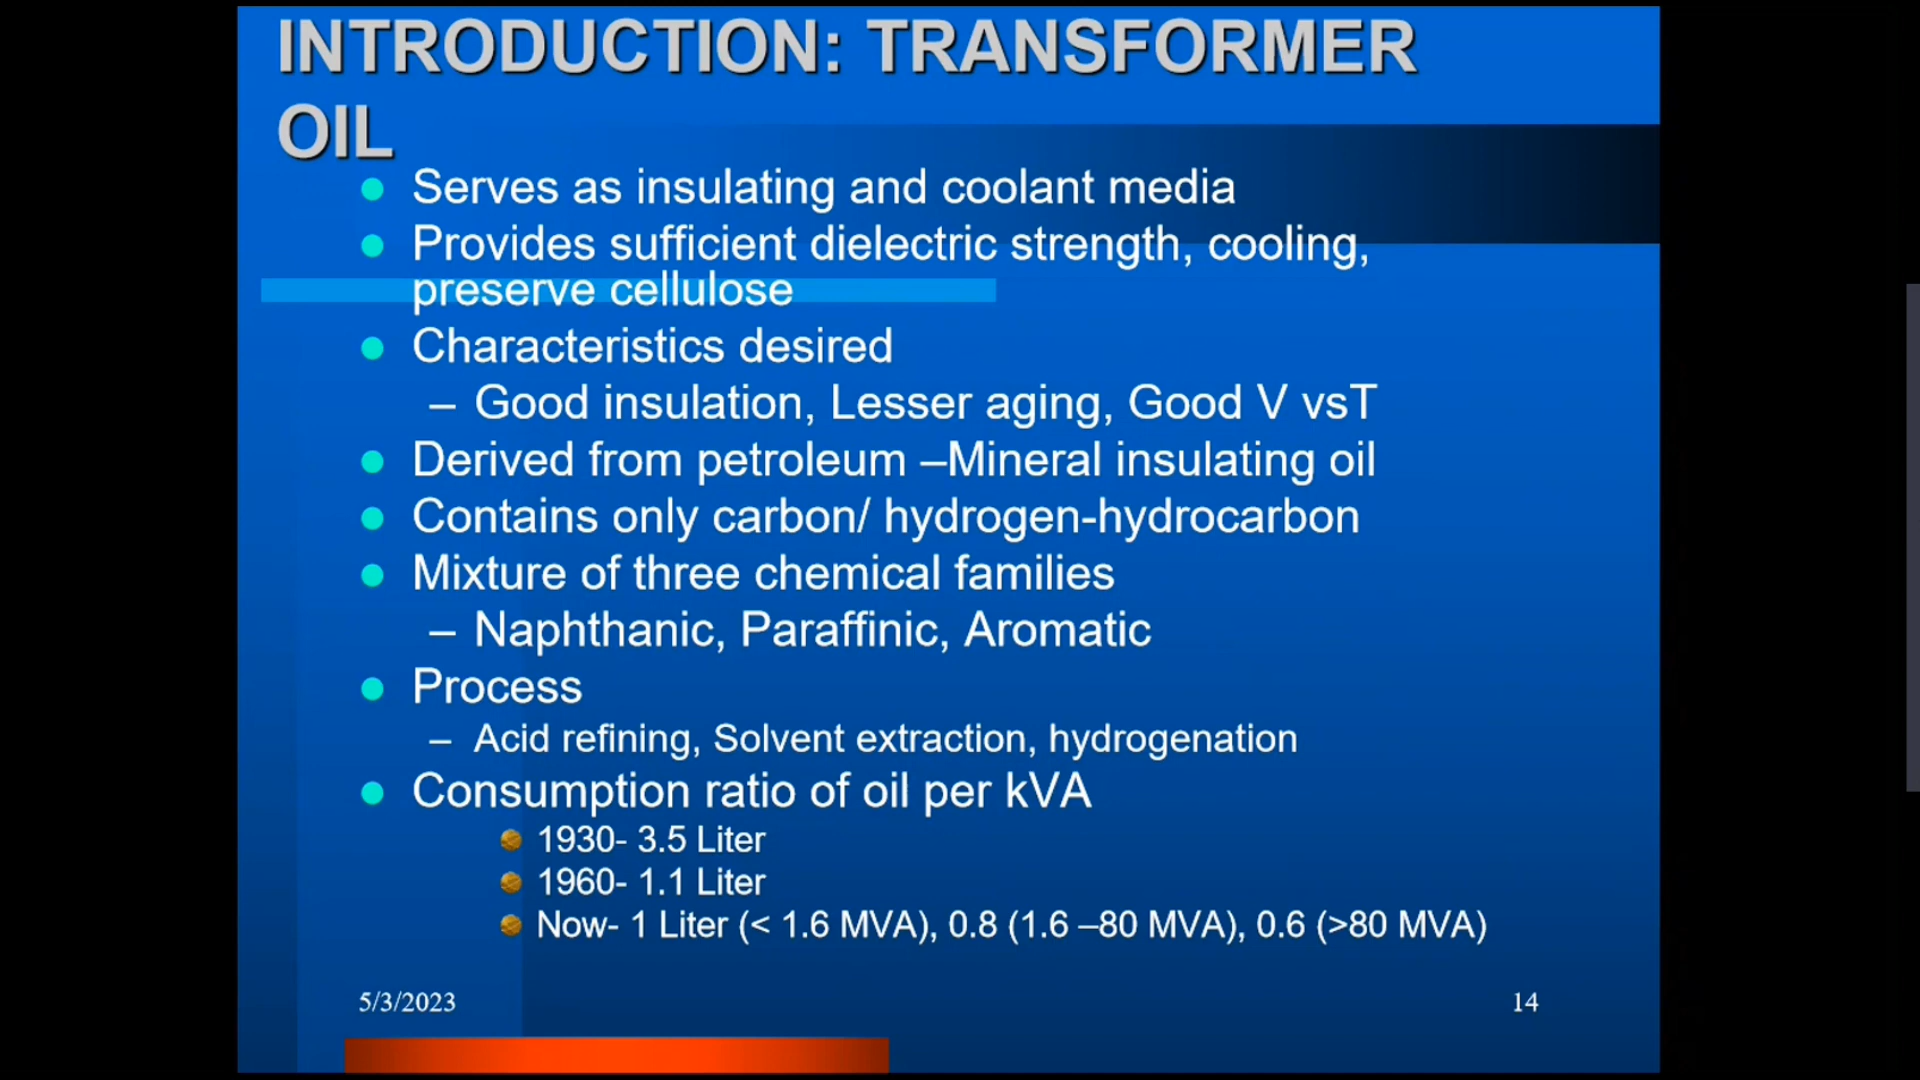 INTRODUCTION: TRANSFORMER
OIL
Serves as insulating and coolant media
Provides sufficient dielectric strength, cooling,
preserve cellulose
Characteristics desired
– Good insulation, Lesser aging, Good V vsT
Derived from petroleum –Mineral insulating oil
Contains only carbon/ hydrogen-hydrocarbon
Mixture of three chemical families
– Naphthanic, Paraffinic, Aromatic
Process
– Acid refining, Solvent extraction, hydrogenation
Consumption ratio of oil per kVA
1930- 3.5 Liter
1960- 1.1 Liter
Now- 1 Liter (< 1.6 MVA), 0.8 (1.6 –80 MVA), 0.6 (>80 MVA)
5/3/2023
14